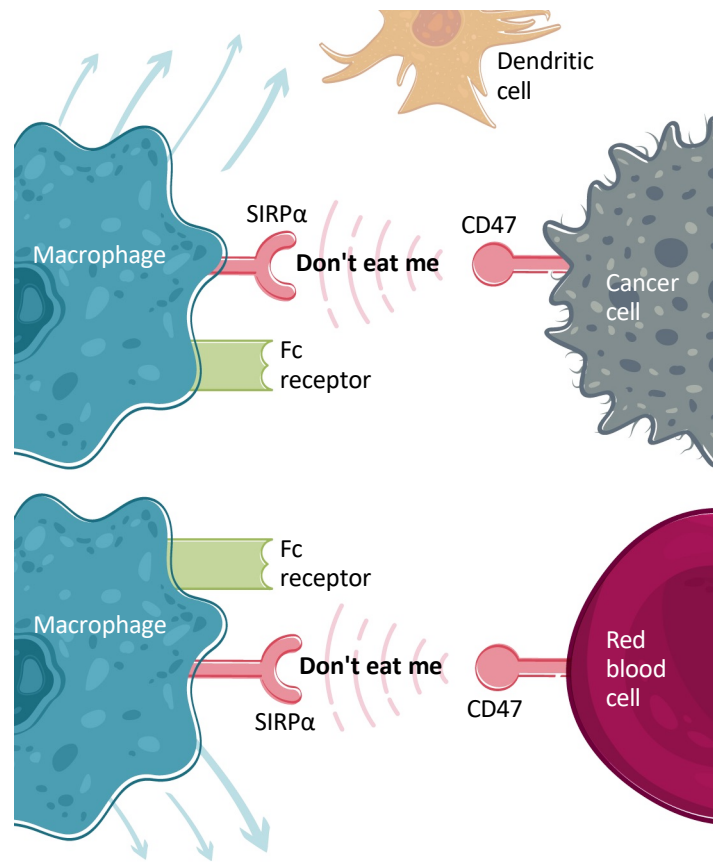 Dendritic
cell
SIRPα
CD47
Macrophage
Don't eat me
Cancer
cell
Fc
receptor
Fc
receptor
Macrophage
Don't eat me
Red
blood
cell
SIRPα
CD47